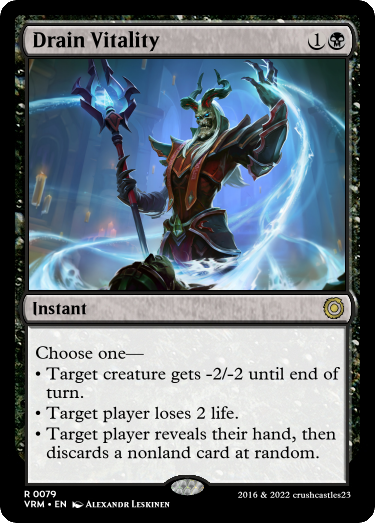 Drain Vitality 1
Instant
Choose one—
• Target creature gets -2/-2 until end of
turn.
• Target player loses 2 life.
• Target player reveals their hand, then
discards a nonland card at random.
R 0079
VRM • EN Alexandr Leskinen
2016 & 2022 crushcastles23